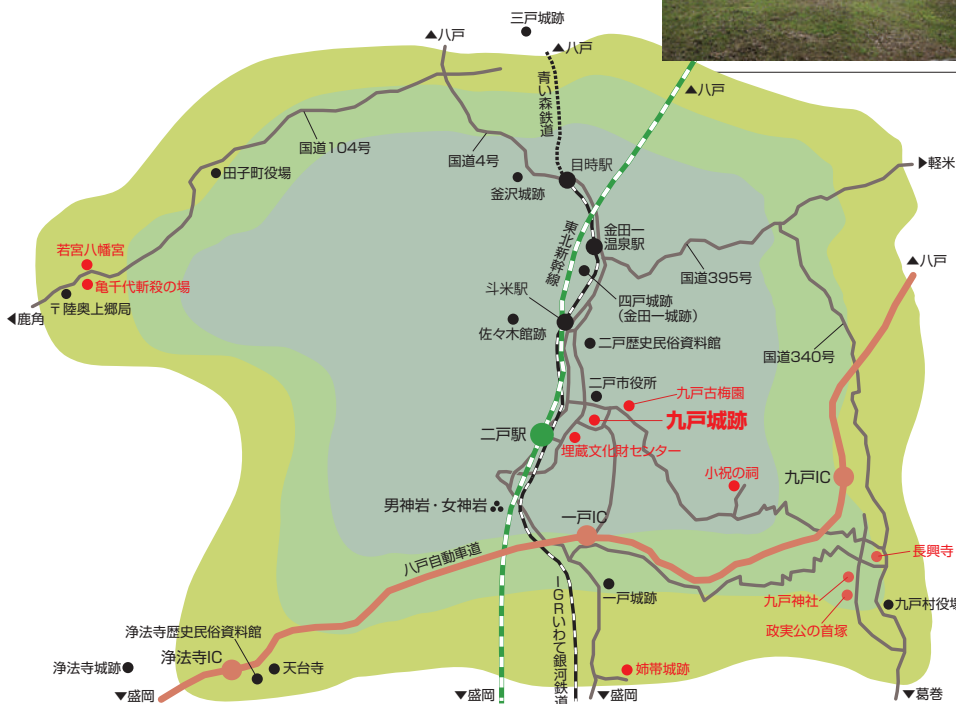 三戸城跡
▲八戸
▲八戸
▲八戸
青い森鉄道
国道104号
国道4号
目時駅
▶軽米
田子町役場
釜沢城跡
東北新幹線
金田一
温泉駅
若宮八幡宮
亀千代斬殺の場
〒陸奥上郷局
◀鹿角
国道395号
▲八戸
斗米駅
四戸城跡
(金田一城跡)
佐々木館跡
二戸歴史民俗資料館
国道340号
二戸市役所
九戸古梅園
九戸城跡
二戸駅
埋蔵文化財センター
小祝の祠
九戸IC
男神岩・女神岩
一戸IC
八戸自動車道
長興寺
一戸城跡
九戸神社
九戸村役場
政実公の首塚
IGRいわて銀河鉄道
浄法寺歴史民俗資料館
浄法寺IC
浄法寺城跡
天台寺
姉帯城跡
▼盛岡
▼盛岡
▼盛岡
▼葛巻